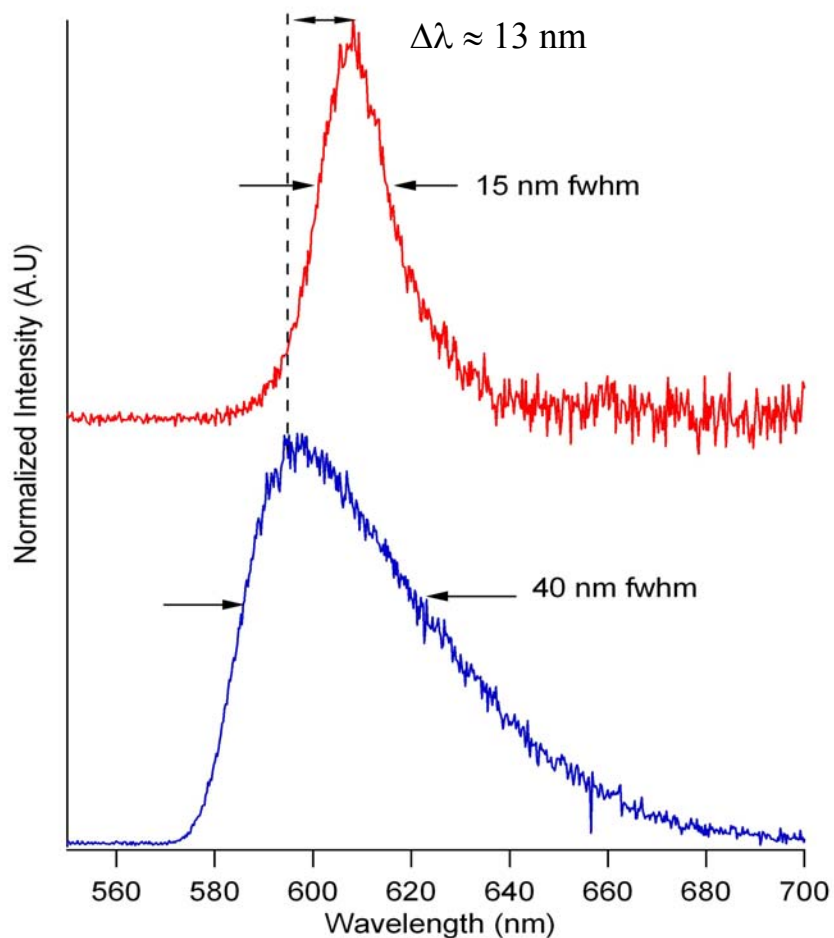 Δλ ≈ 13 nm
15 nm fwhm
Normalized Intensity (A.U)
40 nm fwhm
560 580 600 620 640 660 680 700
Wavelength (nm)